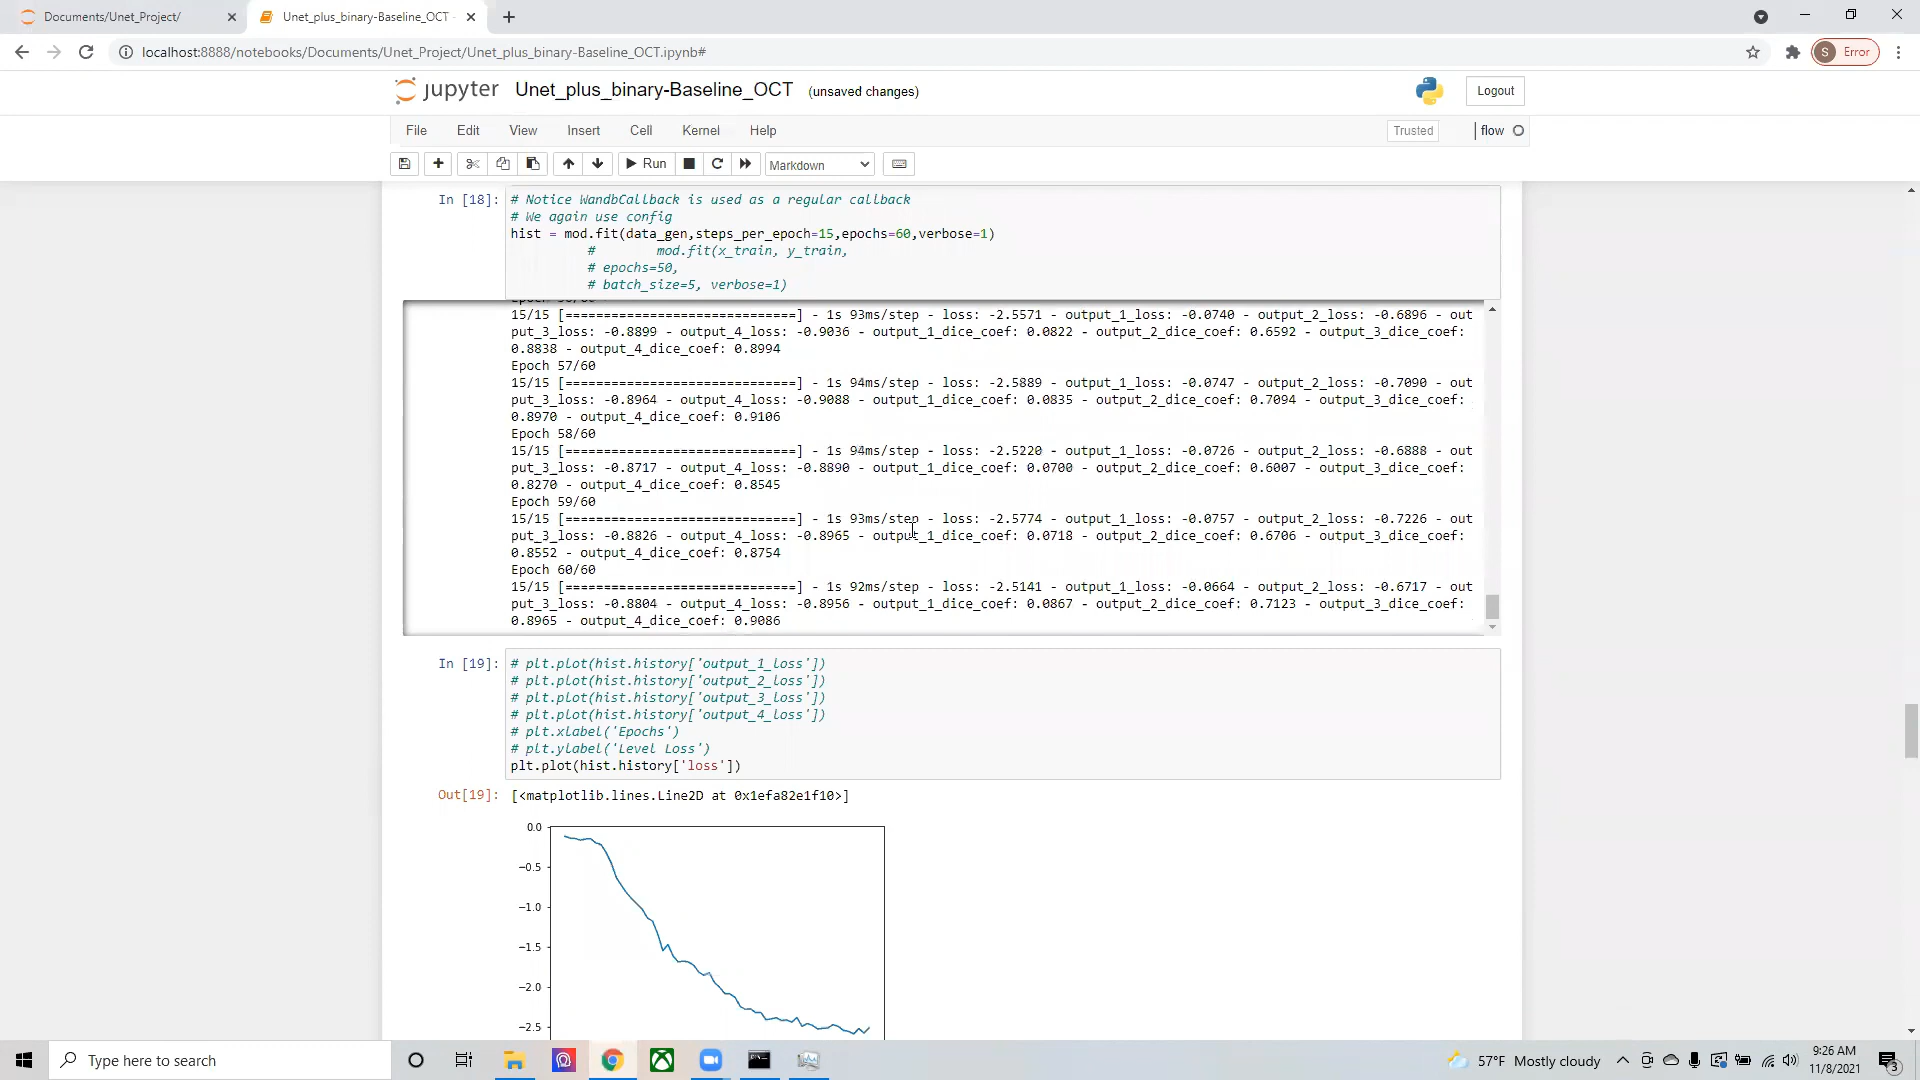 Documents/Unet_Project/
Unet_plus_binary-Baseline_OCT -
localhost:8888/notebooks/Documents/Unet_Project/Unet_plus_binary-Baseline_OCT.ipynb#
S Error
jupyter Unet_plus_binary-Baseline_OCT (unsaved changes)
Logout
File Edit View Insert Cell Kernel Help
Trusted
flow
Run
Markdown
In [18]:
# Notice WandbCallback is used as a regular callback
# We again use config
hist = mod.fit(data_gen,steps_per_epoch=15,epochs=60,verbose=1)
# mod.fit(x_train, y_train,
# epochs=50,
# batch_size=5, verbose=1)
15/15 [==============================] - 1s 93ms/step - loss: -2.5571 - output_1_loss: -0.0740 - output_2_loss: -0.6896 - out
put_3_loss: -0.8899 - output_4_loss: -0.9036 - output_1_dice_coef: 0.0822 - output_2_dice_coef: 0.6592 - output_3_dice_coef:
0.8838 - output_4_dice_coef: 0.8994
Epoch 57/60
15/15 [==============================] - 1s 94ms/step - loss: -2.5889 - output_1_loss: -0.0747 - output_2_loss: -0.7090 - out
put_3_loss: -0.8964 - output_4_loss: -0.9088 - output_1_dice_coef: 0.0835 - output_2_dice_coef: 0.7094 - output_3_dice_coef:
0.8970 - output_4_dice_coef: 0.9106
Epoch 58/60
15/15 [==============================] - 1s 94ms/step - loss: -2.5220 - output_1_loss: -0.0726 - output_2_loss: -0.6888 - out
put_3_loss: -0.8717 - output_4_loss: -0.8890 - output_1_dice_coef: 0.0700 - output_2_dice_coef: 0.6007 - output_3_dice_coef:
0.8270 - output_4_dice_coef: 0.8545
Epoch 59/60
15/15 [==============================] - 1s 93ms/step - loss: -2.5774 - output_1_loss: -0.0757 - output_2_loss: -0.7226 - out
put_3_loss: -0.8826 - output_4_loss: -0.8965 - output_1_dice_coef: 0.0718 - output_2_dice_coef: 0.6706 - output_3_dice_coef:
0.8552 - output_4_dice_coef: 0.8754
Epoch 60/60
15/15 [==============================] - 1s 92ms/step - loss: -2.5141 - output_1_loss: -0.0664 - output_2_loss: -0.6717 - out
put_3_loss: -0.8804 - output_4_loss: -0.8956 - output_1_dice_coef: 0.0867 - output_2_dice_coef: 0.7123 - output_3_dice_coef:
0.8965 - output_4_dice_coef: 0.9086
In [19]:
# plt.plot(hist.history['output_1_loss'])
# plt.plot(hist.history['output_2_loss'])
# plt.plot(hist.history['output_3_loss'])
# plt.plot(hist.history['output_4_loss'])
# plt.xlabel('Epochs')
# plt.ylabel('Level Loss')
plt.plot(hist.history['loss'])
Out[19]: [<matplotlib.lines.Line2D at 0x1efa82e1f10>]
0.0
−0.5
−1.0
−1.5
−2.0
−2.5
Type here to search
57°F Mostly cloudy
9:26 AM
11/8/2021
3